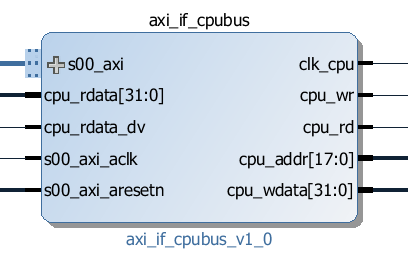 axi_if_cpubus
s00_axi
clk_cpu
cpu_rdata[31:0]
cpu_wr
cpu_rdata_dv
cpu_rd
s00_axi_aclk
cpu_addr[17:0]
s00_axi_aresetn
cpu_wdata[31:0]
axi_if_cpubus_v1_0